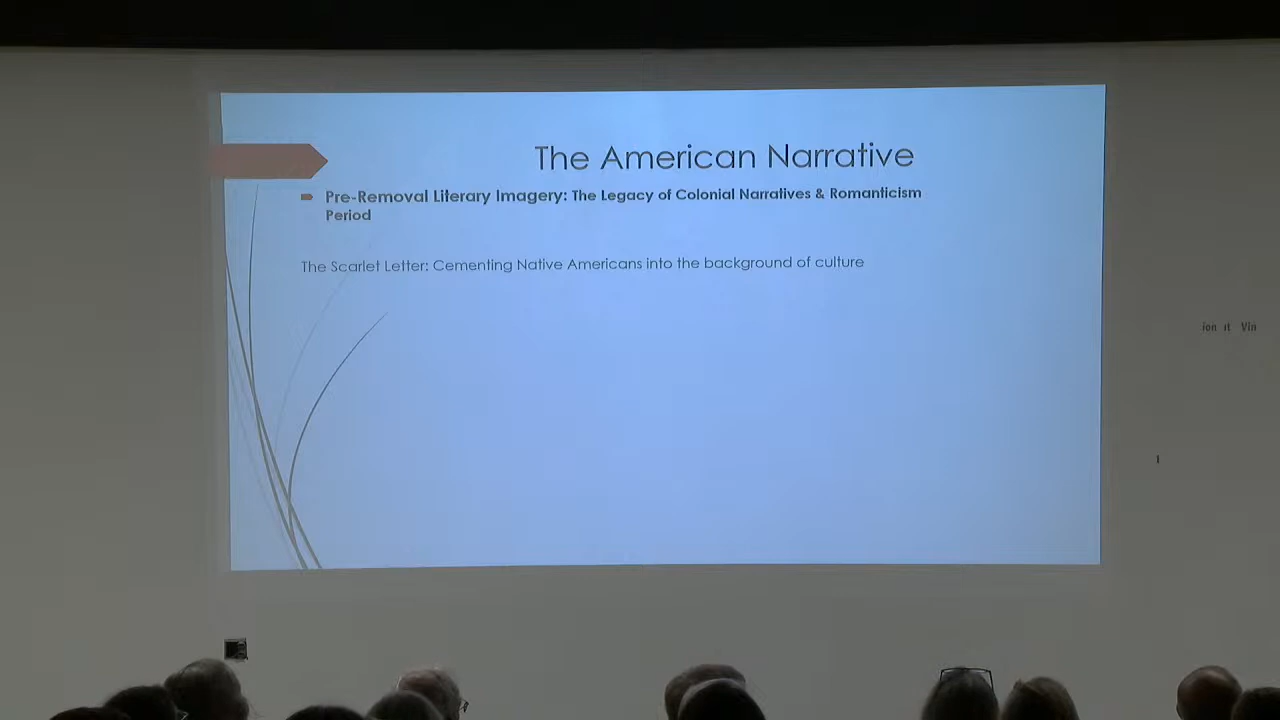 The American Narrative
Pre-Removal Literary Imagery: The Legacy of Colonial Narratives & Romanticism
Period
The Scarlet Letter: Cementing Native Americans into the background of culture